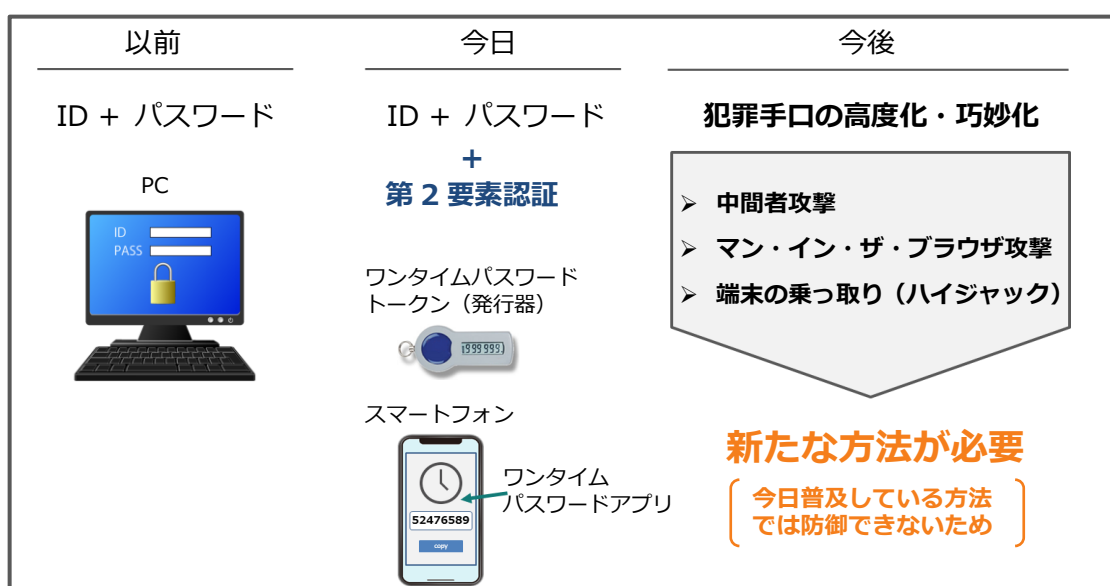 以前
ID + パスワード
PC
ID
PASS
今日
ID + パスワード
+
第 2 要素認証
ワンタイムパスワード
トークン（発行器）
スマートフォン
52476589
copy
ワンタイム
パスワードアプリ
今後
犯罪手口の高度化・巧妙化
➢ 中間者攻撃
➢ マン・イン・ザ・ブラウザ攻撃
➢ 端末の乗っ取り（ハイジャック）
新たな方法が必要
今日普及している方法
では防御できないため